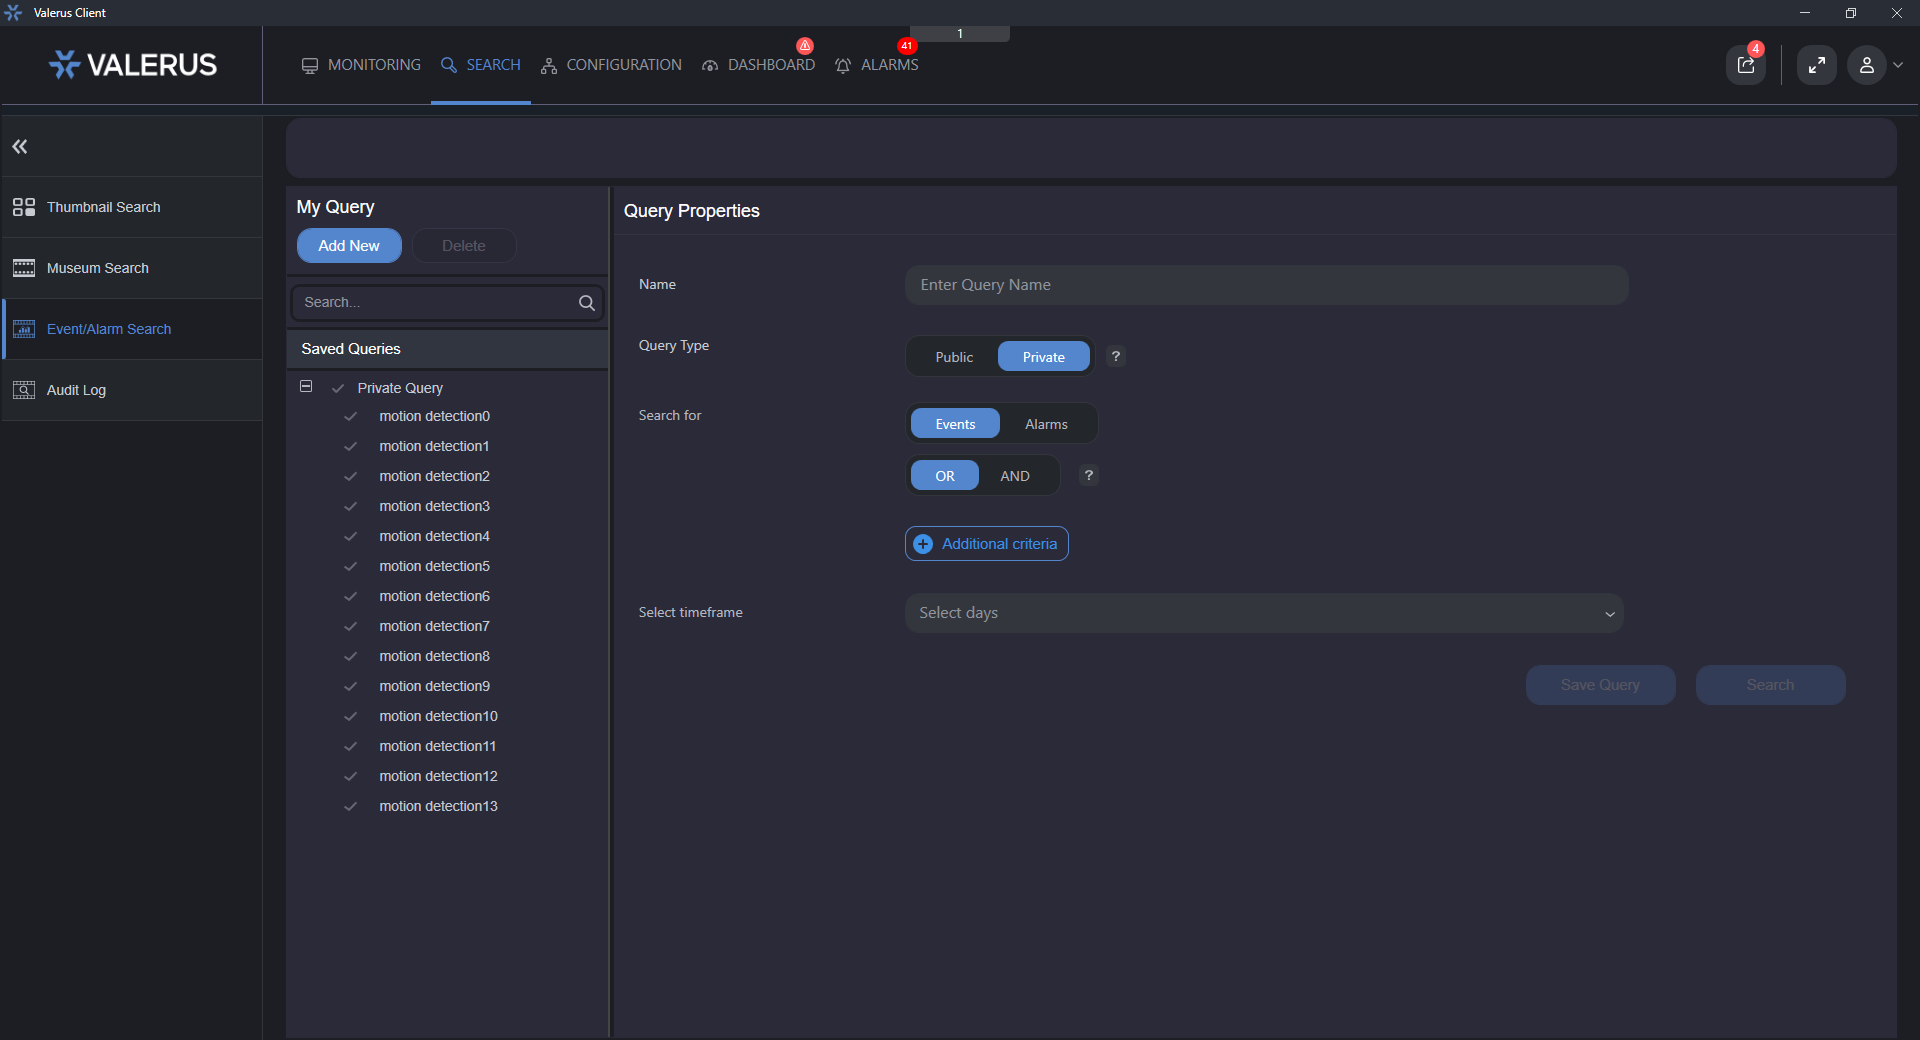 Valerus Client
1
VALERUS
MONITORING
SEARCH
CONFIGURATION
DASHBOARD
41
ALARMS
4
Thumbnail Search
Museum Search
Event/Alarm Search
Audit Log
My Query
Add New
Delete
Search...
Saved Queries
Private Query
motion detection0
motion detection1
motion detection2
motion detection3
motion detection4
motion detection5
motion detection6
motion detection7
motion detection8
motion detection9
motion detection10
motion detection11
motion detection12
motion detection13
Query Properties
Name
Enter Query Name
Query Type
Public
Private
?
Search for
Events
Alarms
OR
AND
?
Additional criteria
Select timeframe
Select days
Save Query
Search